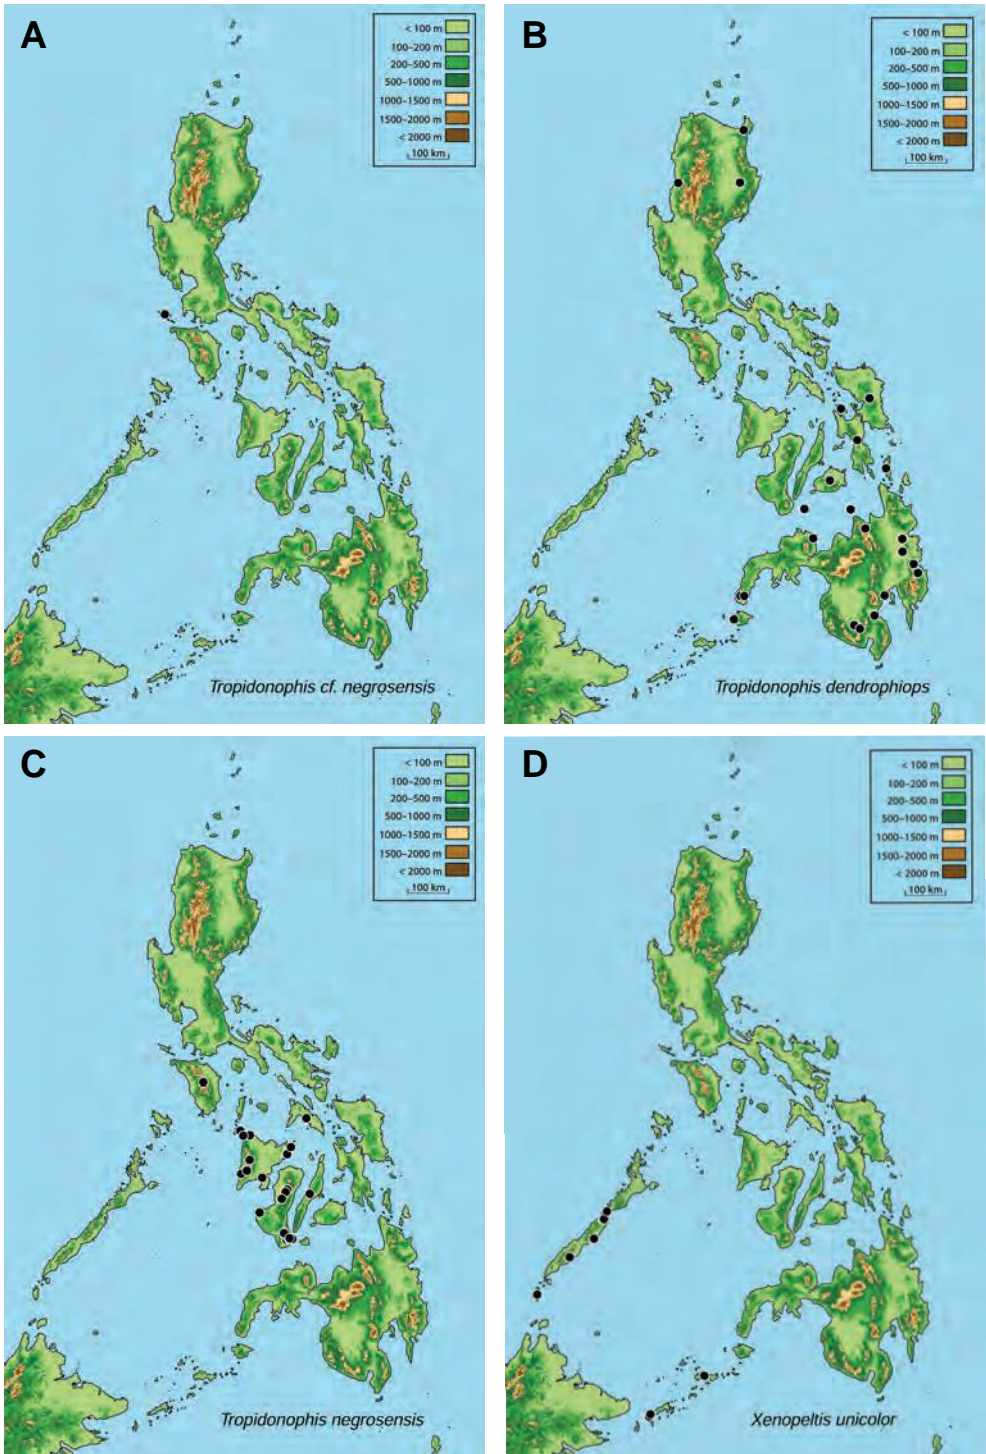 A
< 100 m
100–200 m
200–500 m
500–1000 m
1000–1500 m
1500–2000 m
< 2000 m
100 km
Tropidonophis cf. negrosensis
B
< 100 m
100–200 m
200–500 m
500–1000 m
1000–1500 m
1500–2000 m
< 2000 m
100 km
Tropidonophis dendrophiops
C
< 100 m
100–200 m
200–500 m
500–1000 m
1000–1500 m
1500–2000 m
< 2000 m
100 km
Tropidonophis negrosensis
D
< 100 m
100–200 m
200–500 m
500–1000 m
1000–1500 m
1500–2000 m
< 2000 m
100 km
Xenopeltis unicolor